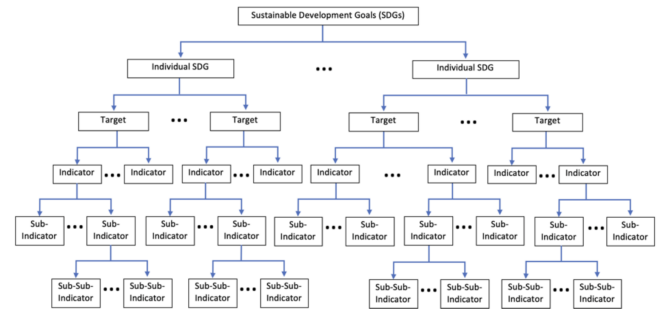 Sustainable Development Goals (SDGs)
Individual SDG ... Individual SDG
Target ... Target Target ... Target
Indicator ... Indicator Indicator ... Indicator Indicator ... Indicator Indicator ... Indicator
Sub- ... Sub- Sub- ... Sub- Sub- ... Sub- Sub- ... Sub- Sub- ... Sub-
Indicator Indicator Indicator Indicator Indicator Indicator Indicator Indicator Indicator Indicator
Sub-Sub- ... Sub-Sub- Sub-Sub- ... Sub-Sub- Sub-Sub- ... Sub-Sub- Sub-Sub- ... Sub-Sub-
Indicator Indicator Indicator Indicator Indicator Indicator Indicator Indicator